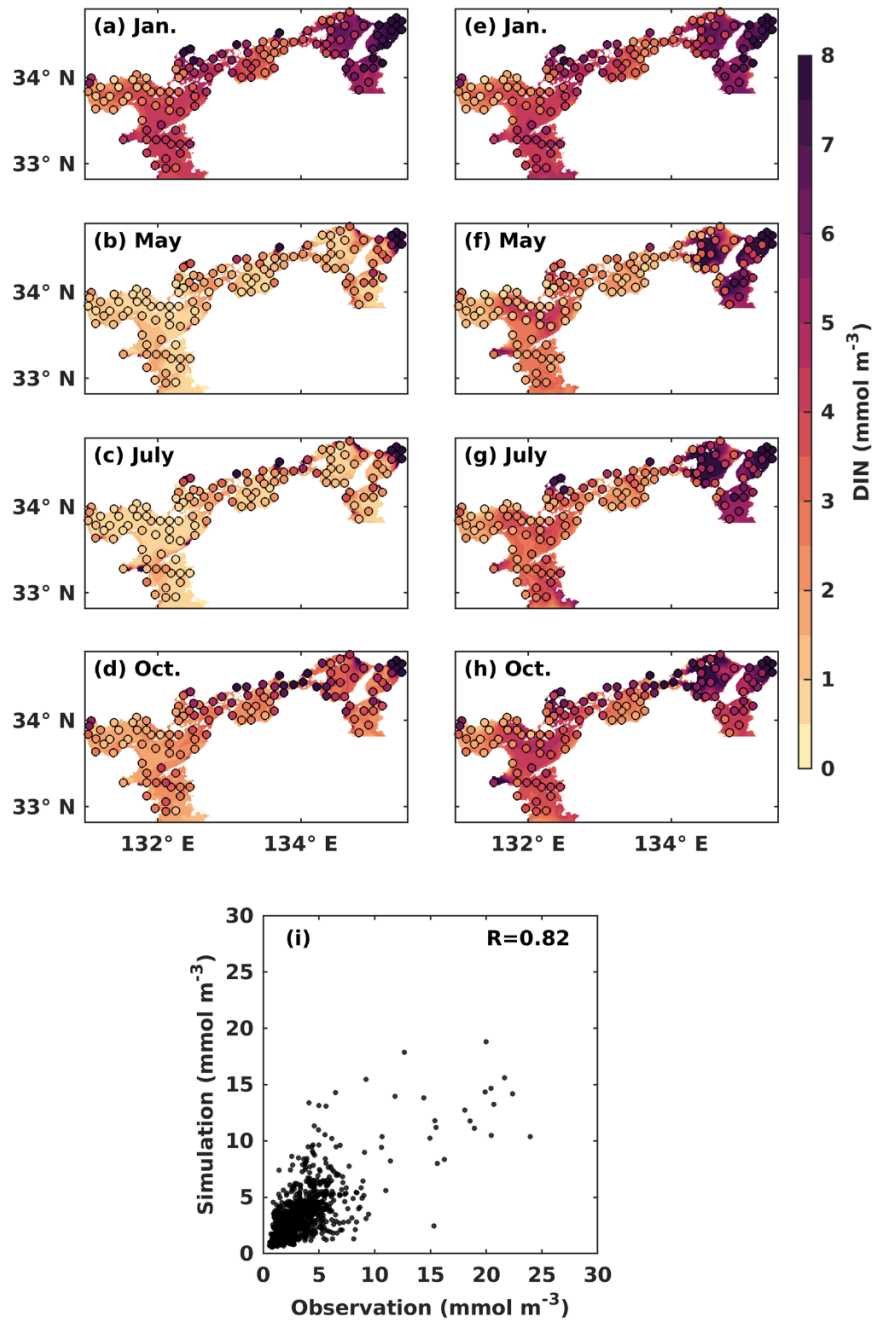 (a) Jan.
(e) Jan.
34° N
33° N
(b) May
(f) May
34° N
33° N
(c) July
(g) July
34° N
33° N
(d) Oct.
(h) Oct.
34° N
33° N
132° E
134° E
132° E
134° E
8
7
6
5
4
3
2
1
0
DIN (mmol m-3)
(i)
R=0.82
30
25
20
15
10
5
0
Simulation (mmol m-3)
0
5
10
15
20
25
30
Observation (mmol m-3)